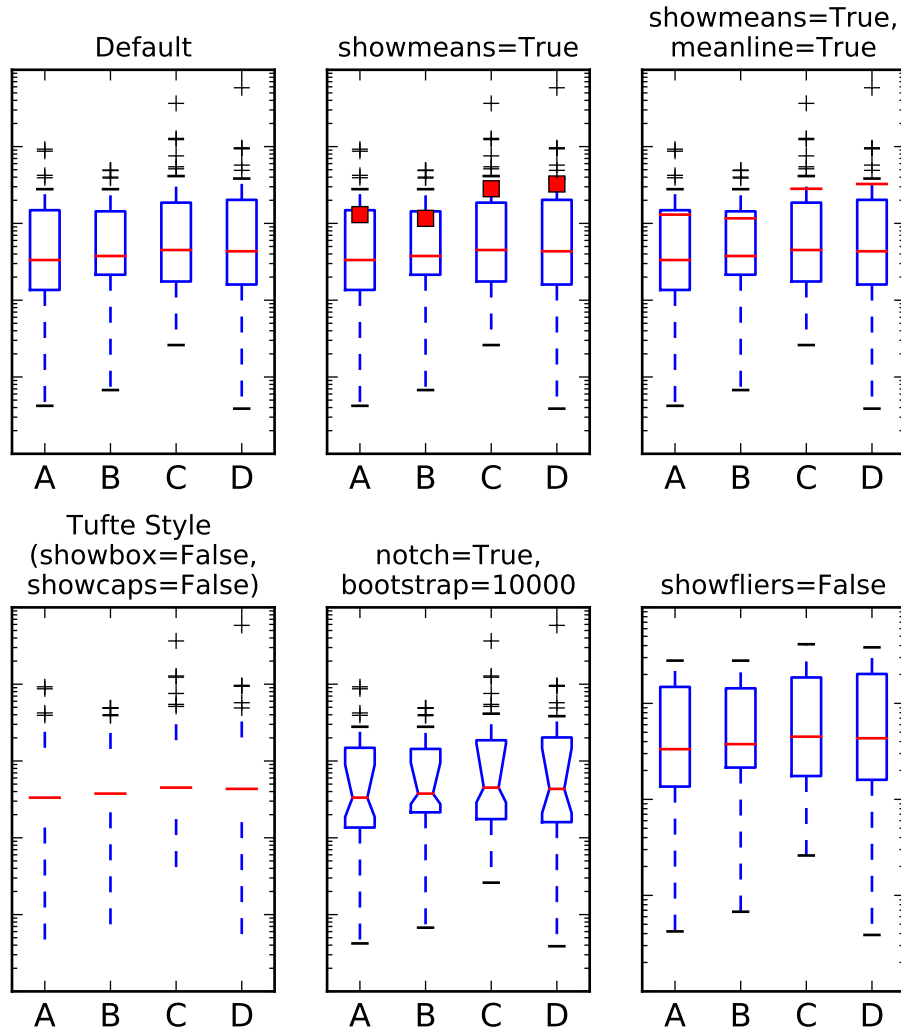 Default
showmeans=True
showmeans=True,
meanline=True
A B C D
A B C D
A B C D
Tufte Style
(showbox=False,
showcaps=False)
notch=True,
bootstrap=10000
showfliers=False
A B C D
A B C D
A B C D